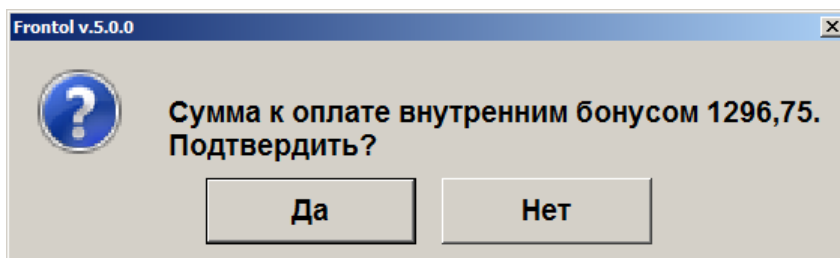 Frontol v.5.0.0
Сумма к оплате внутренним бонусом 1296,75.
Подтвердить?
Да
Нет